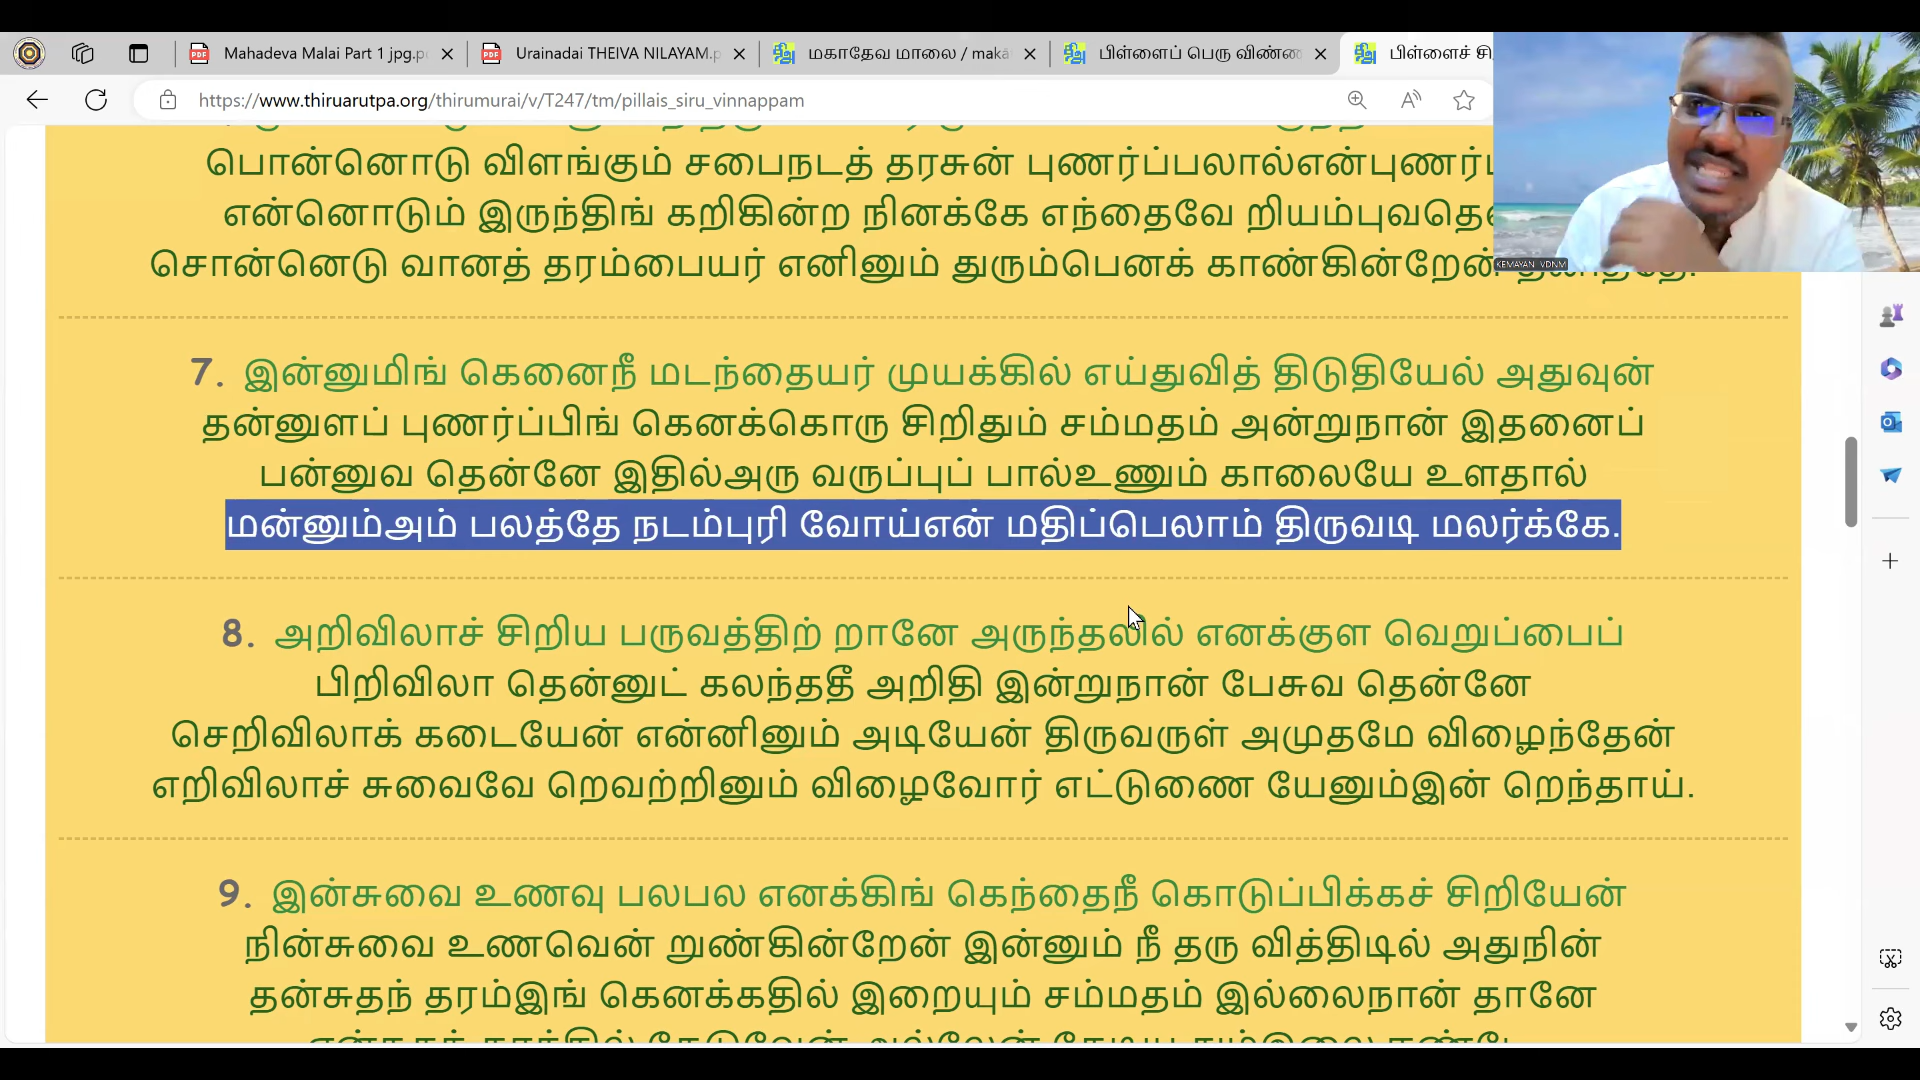 Mahadeva Malai Part 1 jpg.p
Urainadai THEIVA NILAYAM.p
மகாதேவ மாலை / makā
பிள்ளைப் பெரு விண்ண
பிள்ளைச் சி
https://www.thiruarutpa.org/thirumurai/v/T247/tm/pillais_siru_vinnappam
KEMAYAN VDNM
பொன்னொடு விளங்கும் சபைநடத் தரசுன் புணர்ப்பலால்என்புணர்
என்னொடும் இருந்திங் கறிகின்ற நினக்கே எந்தைவே றியம்புவதெ
சொன்னெடு வானத் தரம்பையர் எனினும் துரும்பெனக் காண்கின்றேன்
7. இன்னுமிங் கெனைநீ மடந்தையர் முயக்கில் எய்துவித் திடுதியேல் அதுவுன்
தன்னுளப் புணர்ப்பிங் கெனக்கொரு சிறிதும் சம்மதம் அன்றுநான் இதனைப்
பன்னுவ தென்னே இதில்அரு வருப்புப் பால்உணும் காலையே உளதால்
மன்னும்அம் பலத்தே நடம்புரி வோய்என் மதிப்பெலாம் திருவடி மலர்க்கே.
8. அறிவிலாச் சிறிய பருவத்திற் றானே அருந்தலில் எனக்குள வெறுப்பைப்
பிறிவிலா தென்னுட் கலந்ததீ அறிதி இன்றுநான் பேசுவ தென்னே
செறிவிலாக் கடையேன் என்னினும் அடியேன் திருவருள் அமுதமே விழைந்தேன்
எறிவிலாச் சுவைவே றெவற்றினும் விழைவோர் எட்டுணை யேனும்இன் றெந்தாய்.
9. இன்சுவை உணவு பலபல எனக்கிங் கெந்தைநீ கொடுப்பிக்கச் சிறியேன்
நின்சுவை உணவென் றுண்கின்றேன் இன்னும் நீ தரு வித்திடில் அதுநின்
தன்சுதந் தரம்இங் கெனக்கதில் இறையும் சம்மதம் இல்லைநான் தானே